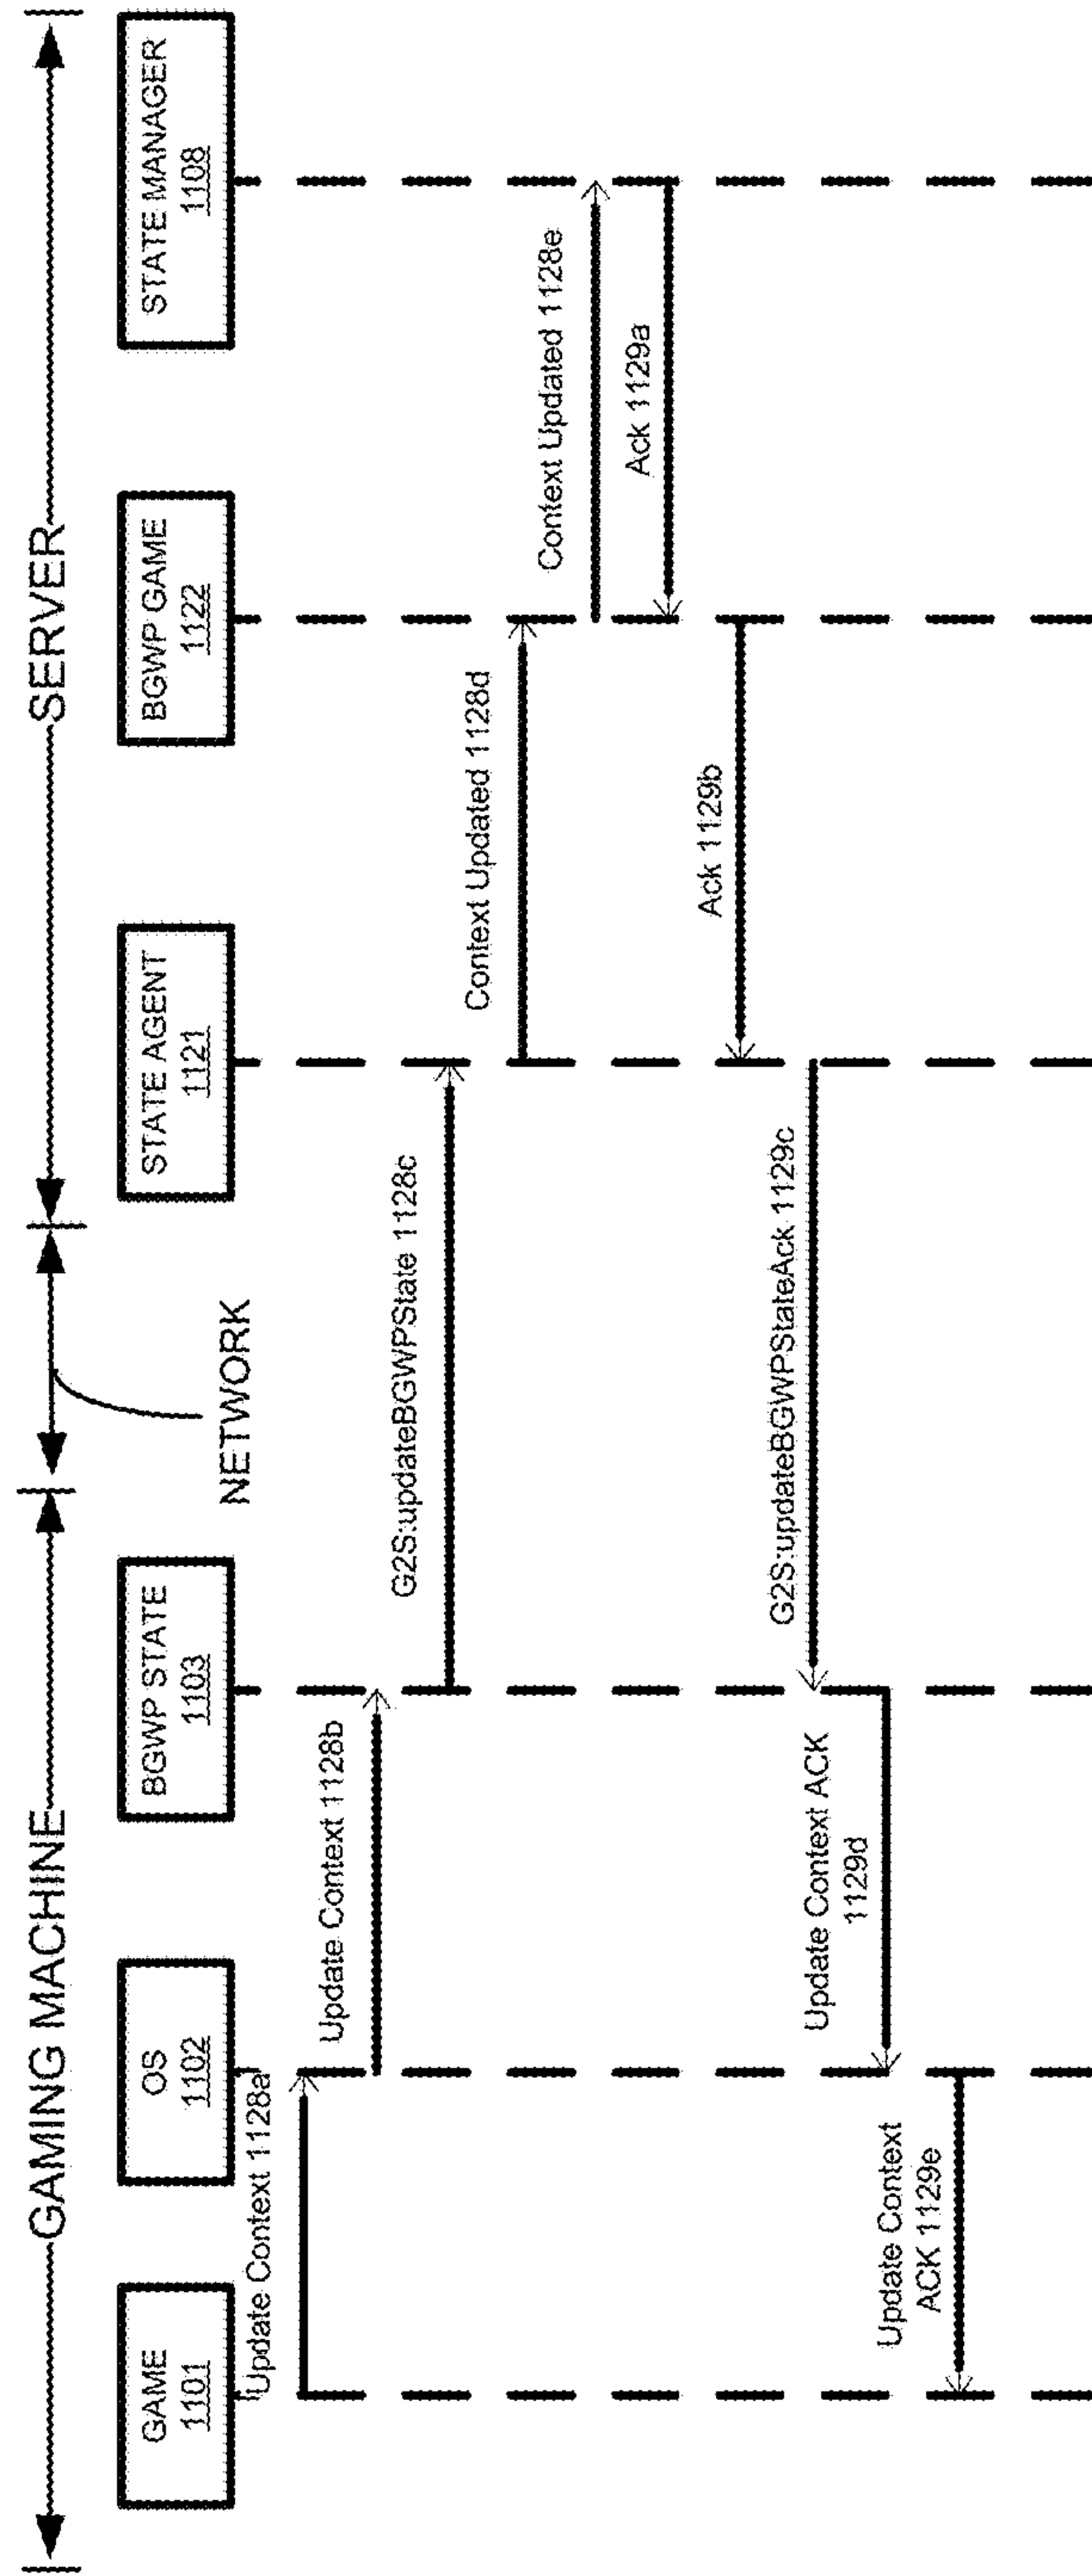 GAMING MACHINE
SERVER
NETWORK
GAME
1101
OS
1102
BGWP STATE
1103
STATE AGENT
1121
BGWP GAME
1122
STATE MANAGER
1108
Update Context 1128a
Update Context 1128b
G2S:updateBGWPState 1128c
Context Updated 1128d
Context Updated 1128e
Ack 1129a
Ack 1129b
G2S:updateBGWPStateAck 1129c
Update Context ACK
1129d
Update Context
ACK 1129e